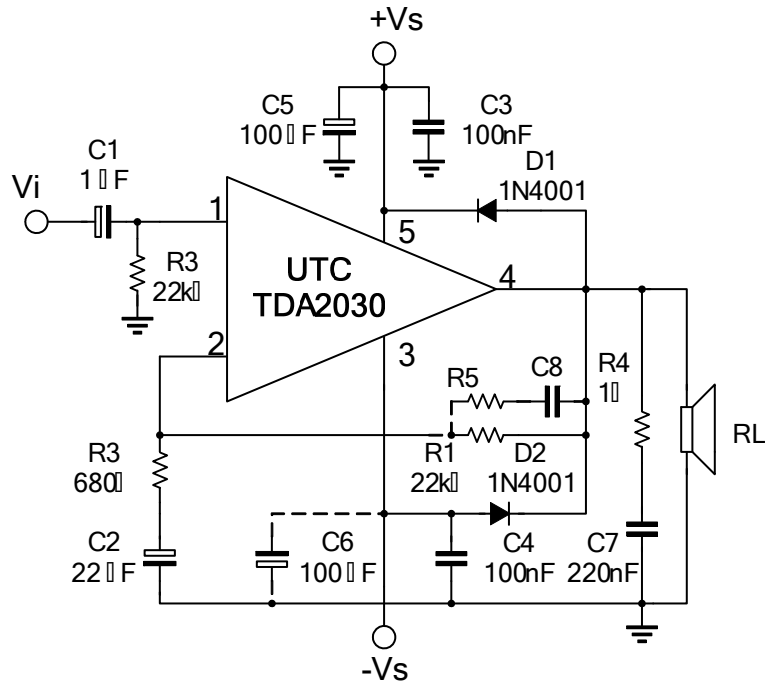 +Vs
C5
100▯F
C3
100nF
C1
1▯F
D1
1N4001
Vi
1
5
R3
22k▯
UTC
TDA2030
4
2
3
R5
C8
R4
1▯
R3
680▯
R1
22k▯
D2
1N4001
RL
C2
22▯F
C6
100▯F
C4
100nF
C7
220nF
-Vs